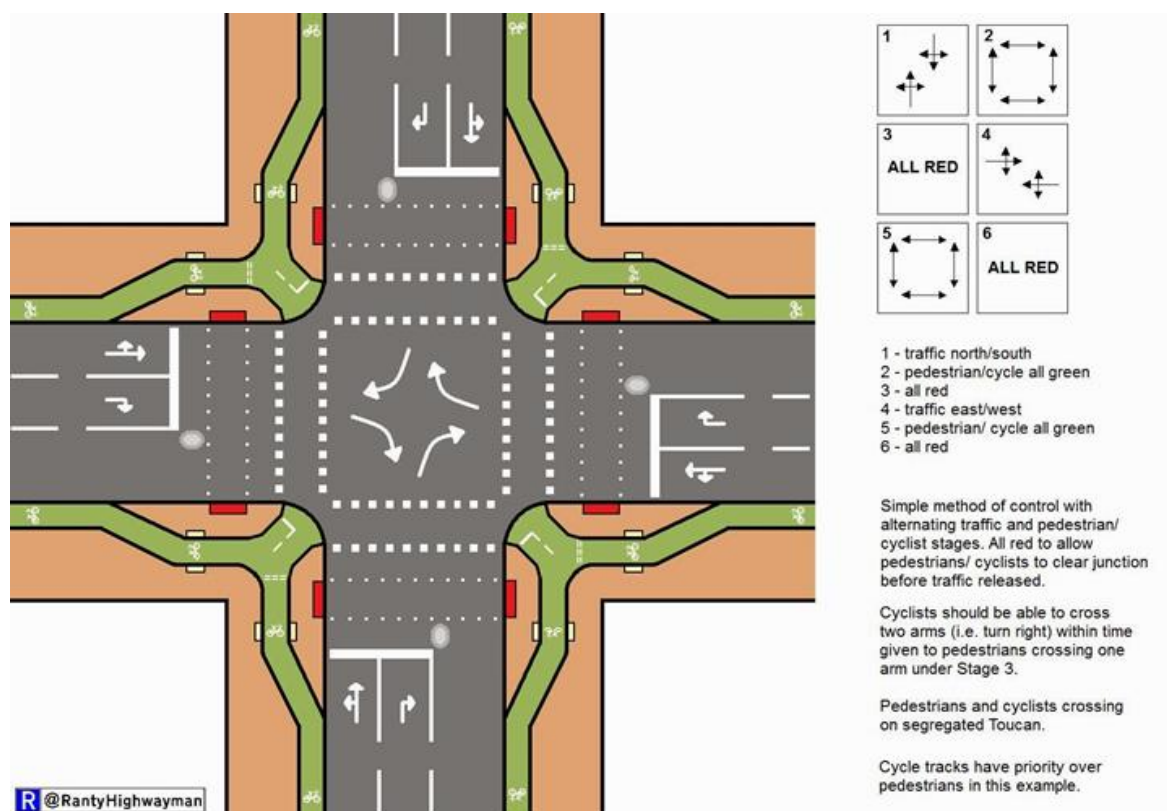 1
2
3
ALL RED
4
5
6
ALL RED
1 - traffic north/south
2 - pedestrian/cycle all green
3 - all red
4 - traffic east/west
5 - pedestrian/ cycle all green
6 - all red
Simple method of control with
alternating traffic and pedestrian/
cyclist stages. All red to allow
pedestrians/ cyclists to clear junction
before traffic released.
Cyclists should be able to cross
two arms (i.e. turn right) within time
given to pedestrians crossing one
arm under Stage 3.
Pedestrians and cyclists crossing
on segregated Toucan.
Cycle tracks have priority over
pedestrians in this example.
R @RantyHighwayman